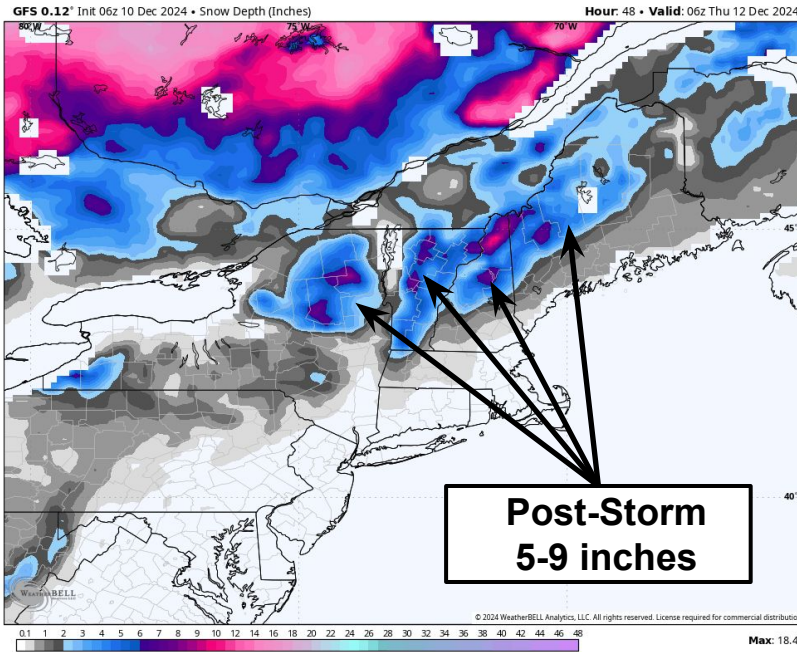 GFS 0.12° Init 06z 10 Dec 2024 • Snow Depth (Inches)
Hour: 48 • Valid: 06z Thu 12 Dec 2024
80°W
75°W
70°W
45°
40°
Post-Storm
5-9 inches
WEATHERBELL
© 2024 WeatherBELL Analytics, LLC. All rights reserved. License required for commercial distributio
0.1 1 2 3 4 5 6 7 8 9 10 12 14 16 18 20 22 24 26 28 30 32 34 36 38 40 42 44 46 48
Max: 18.4